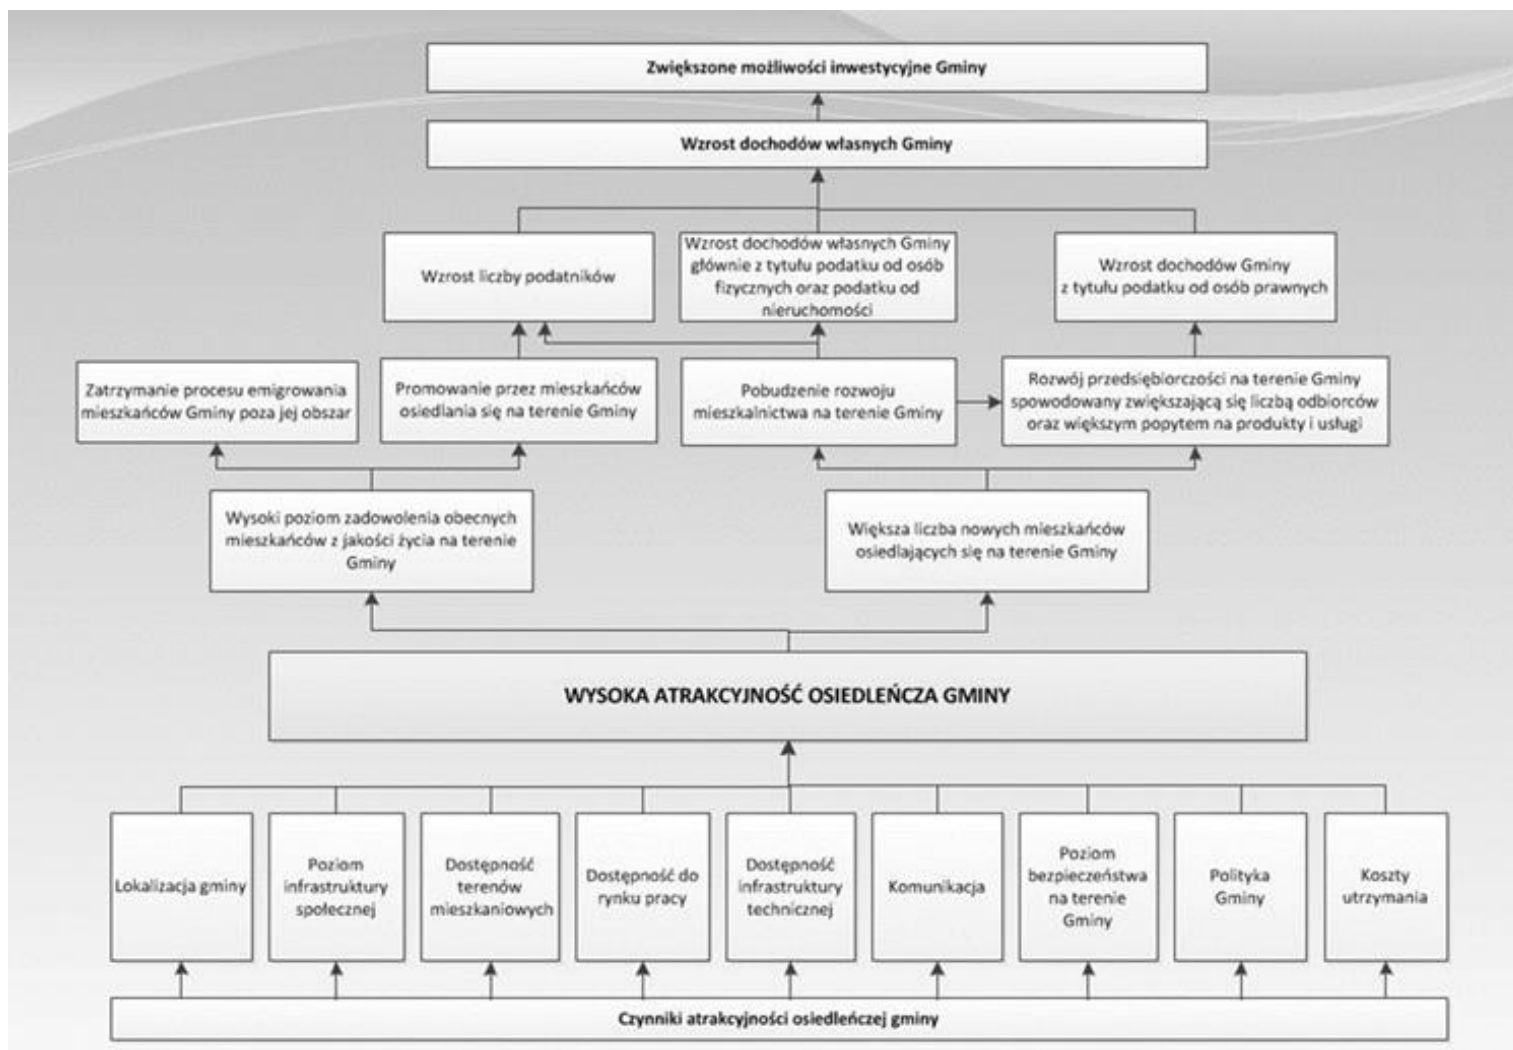 Zwiększone możliwości inwestycyjne Gminy
Wzrost dochodów własnych Gminy
Wzrost liczby podatników
Wzrost dochodów własnych Gminy
głównie z tytułu podatku od osób
fizycznych oraz podatku od
nieruchomości
Wzrost dochodów Gminy
z tytułu podatku od osób prawnych
Zatrzymanie procesu emigrowania
mieszkańców Gminy poza jej obszar
Promowanie przez mieszkańców
osiedlania się na terenie Gminy
Pobudzenie rozwoju
mieszkalnictwa na terenie Gminy
Rozwój przedsiębiorczości na terenie Gminy
spowodowany zwiększającą się liczbą odbiorców
oraz większym popytem na produkty i usługi
Wysoki poziom zadowolenia obecnych
mieszkańców z jakości życia na terenie
Gminy
Większa liczba nowych mieszkańców
osiedlających się na terenie Gminy
WYSOKA ATRAKCYJNOŚĆ OSIEDLEŃCZA GMINY
Lokalizacja gminy
Poziom
infrastruktury
społecznej
Dostępność
terenów
mieszkaniowych
Dostępność do
rynku pracy
Dostępność
infrastruktury
technicznej
Komunikacja
Poziom
bezpieczeństwa
na terenie
Gminy
Polityka
Gminy
Koszty
utrzymania
Czynniki atrakcyjności osiedleńczej gminy